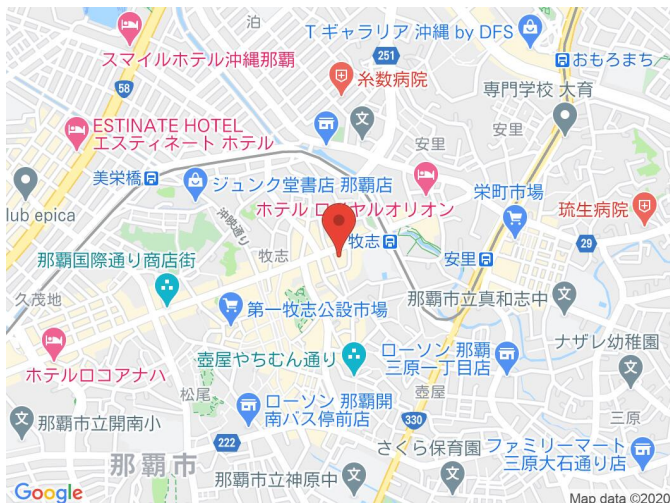 泊
T ギャラリア 沖縄 by DFS
スマイルホテル沖縄那覇
251
おもろまち
糸数病院
58
専門学校 大育
ESTINATE HOTEL
エスティネート ホテル
安里
安里
美栄橋
ジュンク堂書店 那覇店
栄町市場
琉生病院
lub epica
沖映通り
ホテル ロイヤルオリオン
牧志
牧志
安里
29
那覇国際通り商店街
久茂地
第一牧志公設市場
那覇市立真和志中
ナザレ幼稚園
壺屋やちむん通り
ローソン 那覇
三原一丁目店
ホテルロコアナハ
松尾
壺屋
ローソン 那覇開
南バス停前店
330
三原
那覇市立開南小
222
さくら保育園
ファミリーマート
三原大石通り店
那覇市
那覇市立神原中
Google
Map data ©2020